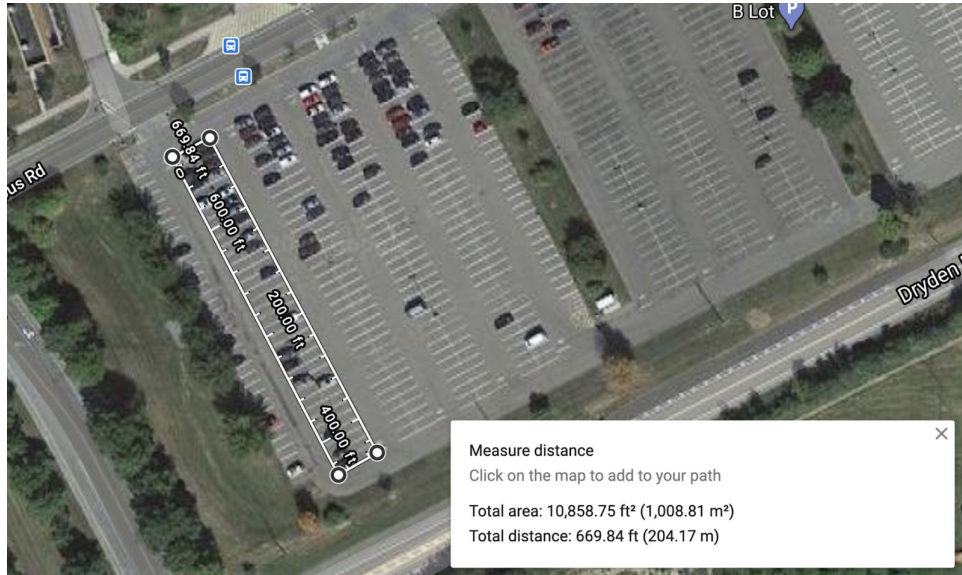 B Lot
P
us Rd
669.84 ft
0
600.00 ft
200.00 ft
Dryden
400.00 ft
Measure distance
Click on the map to add to your path
Total area: 10,858.75 ft² (1,008.81 m²)
Total distance: 669.84 ft (204.17 m)